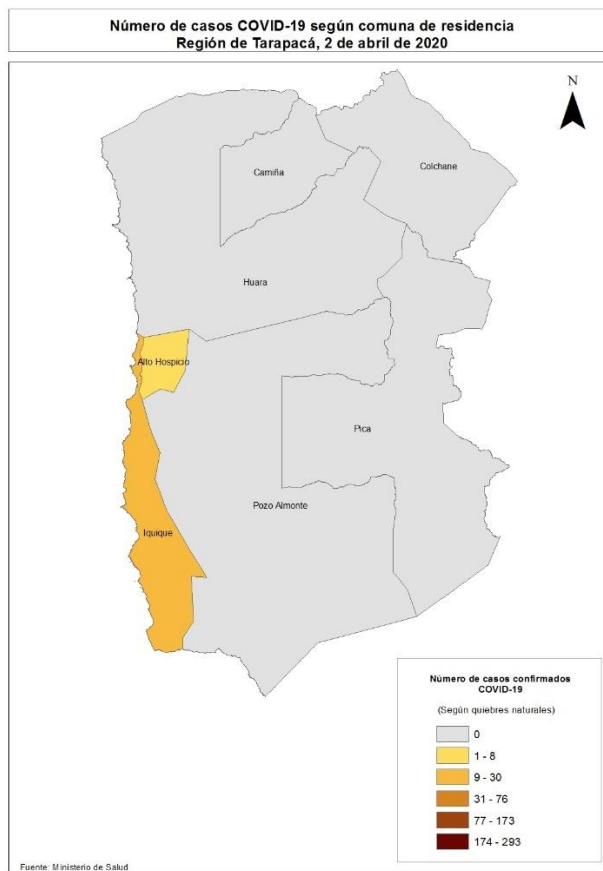 Número de casos COVID-19 según comuna de residencia
Región de Tarapacá, 2 de abril de 2020
N
Camiña
Colchane
Huara
Alto Hospicio
Pica
Pozo Almonte
Iquique
Número de casos confirmados
COVID-19
(Según quiebres naturales)
0
1 - 8
9 - 30
31 - 76
77 - 173
174 - 293
Fuente: Ministerio de Salud